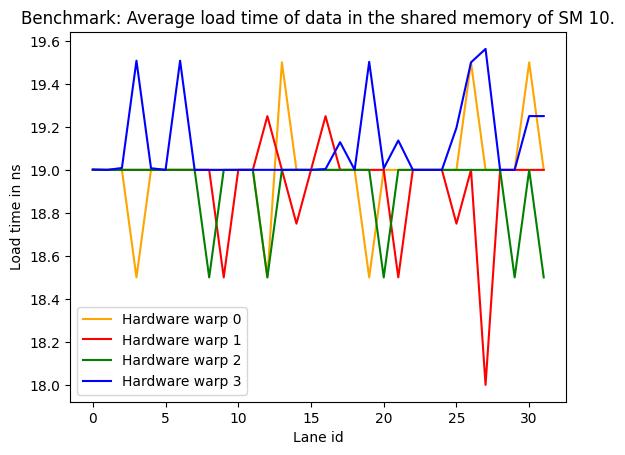 Benchmark: Average load time of data in the shared memory of SM 10.
19.6
19.4
19.2
19.0
18.8
18.6
18.4
18.2
18.0
Load time in ns
Hardware warp 0
Hardware warp 1
Hardware warp 2
Hardware warp 3
0 5 10 15 20 25 30
Lane id